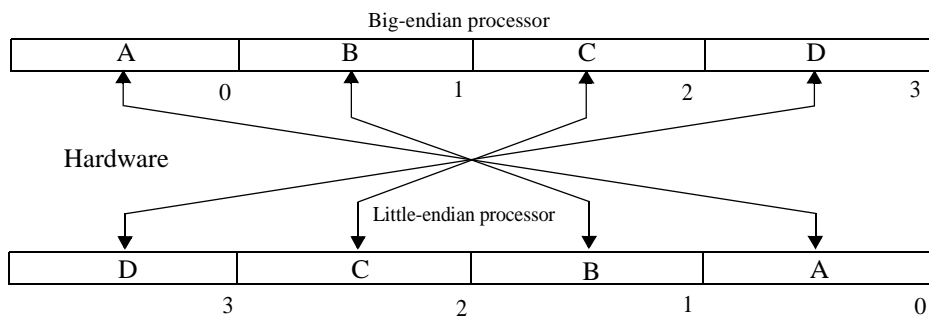 Big-endian processor
A B C D
0 1 2 3
Hardware
Little-endian processor
D C B A
3 2 1 0